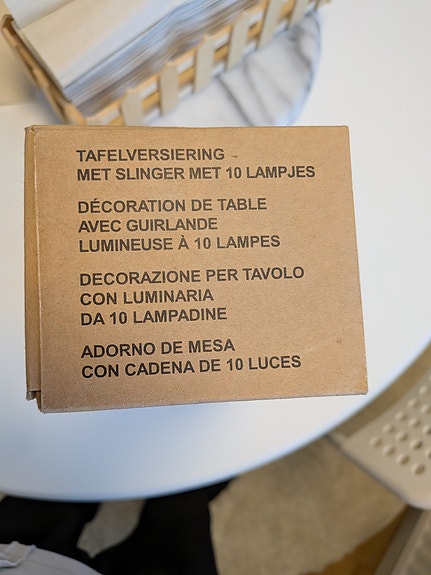 TAFELVERSIERING
MET SLINGER MET 10 LAMPJES
DÉCORATION DE TABLE
AVEC GUIRLANDE
LUMINEUSE À 10 LAMPES
DECORAZIONE PER TAVOLO
CON LUMINARIA
DA 10 LAMPADINE
ADORNO DE MESA
CON CADENA DE 10 LUCES